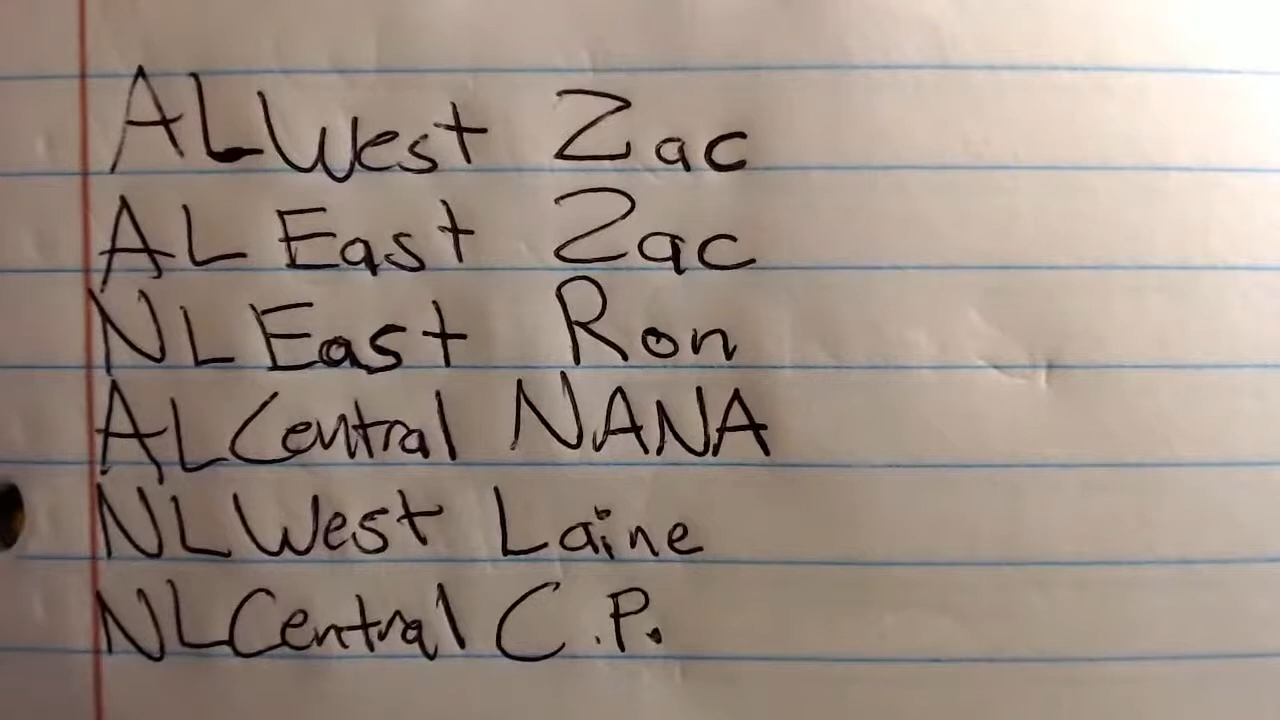 AL West Zac
AL East Zac
NL East Ron
AL Central NANA
NL West Laine
NL Central C.P.